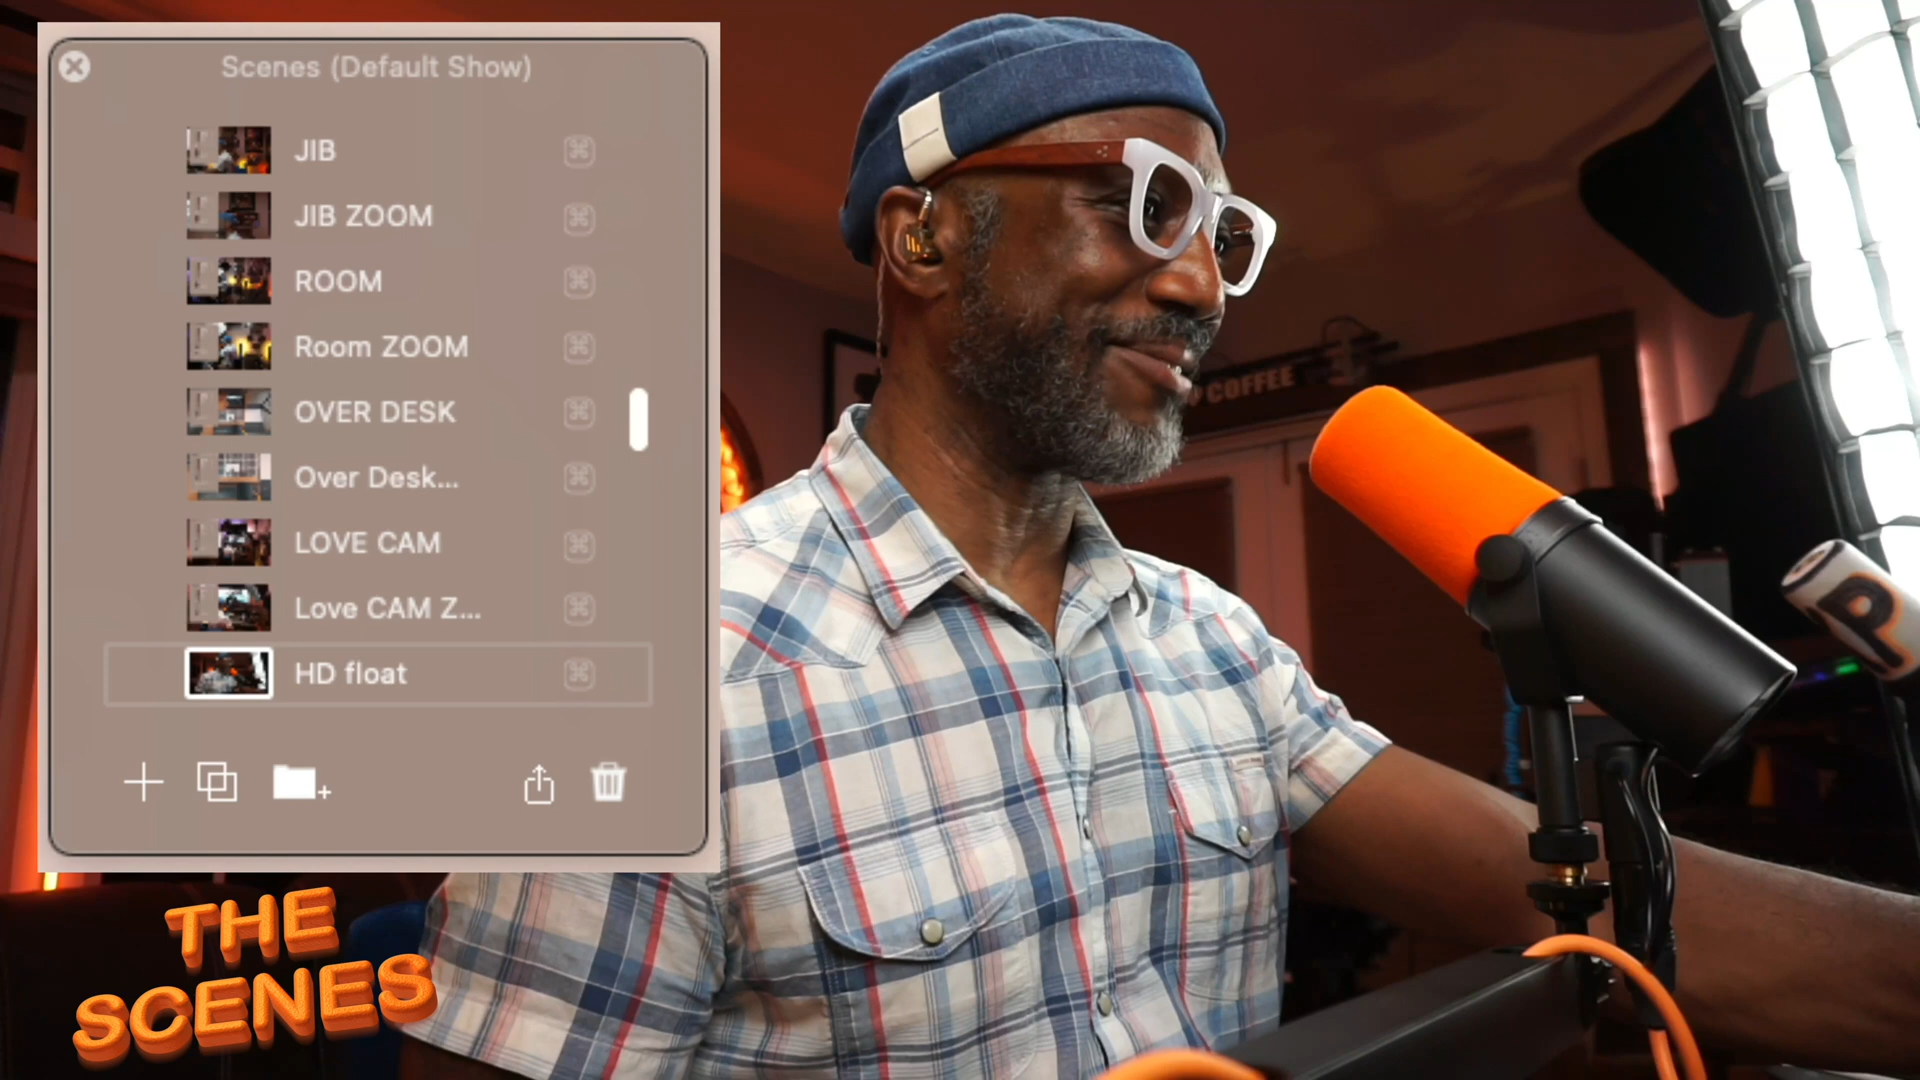 Scenes (Default Show)
JIB
JIB ZOOM
ROOM
Room ZOOM
OVER DESK
Over Desk...
LOVE CAM
Love CAM Z...
HD float
THE
SCENES
COFFEE
P